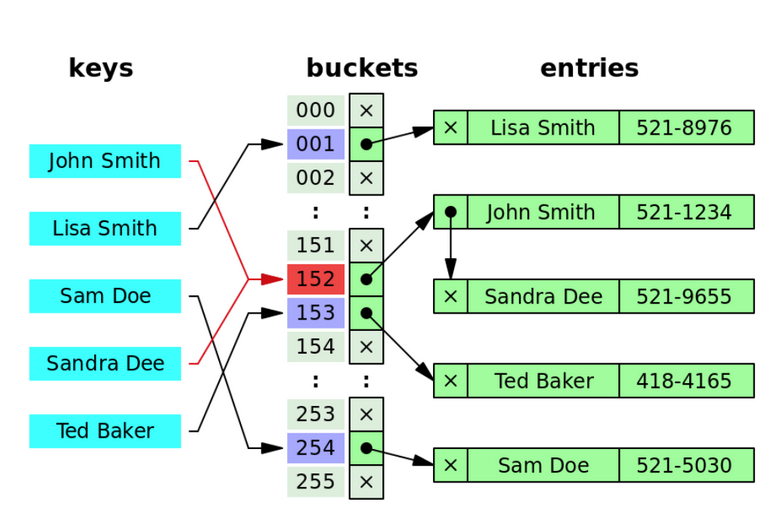 keys
buckets
entries
John Smith
Lisa Smith
Sam Doe
Sandra Dee
Ted Baker
000 ×
001
002 ×
: :
151 ×
152
153
154 ×
: :
253 ×
254
255 ×
× Lisa Smith 521-8976
John Smith 521-1234
× Sandra Dee 521-9655
× Ted Baker 418-4165
× Sam Doe 521-5030